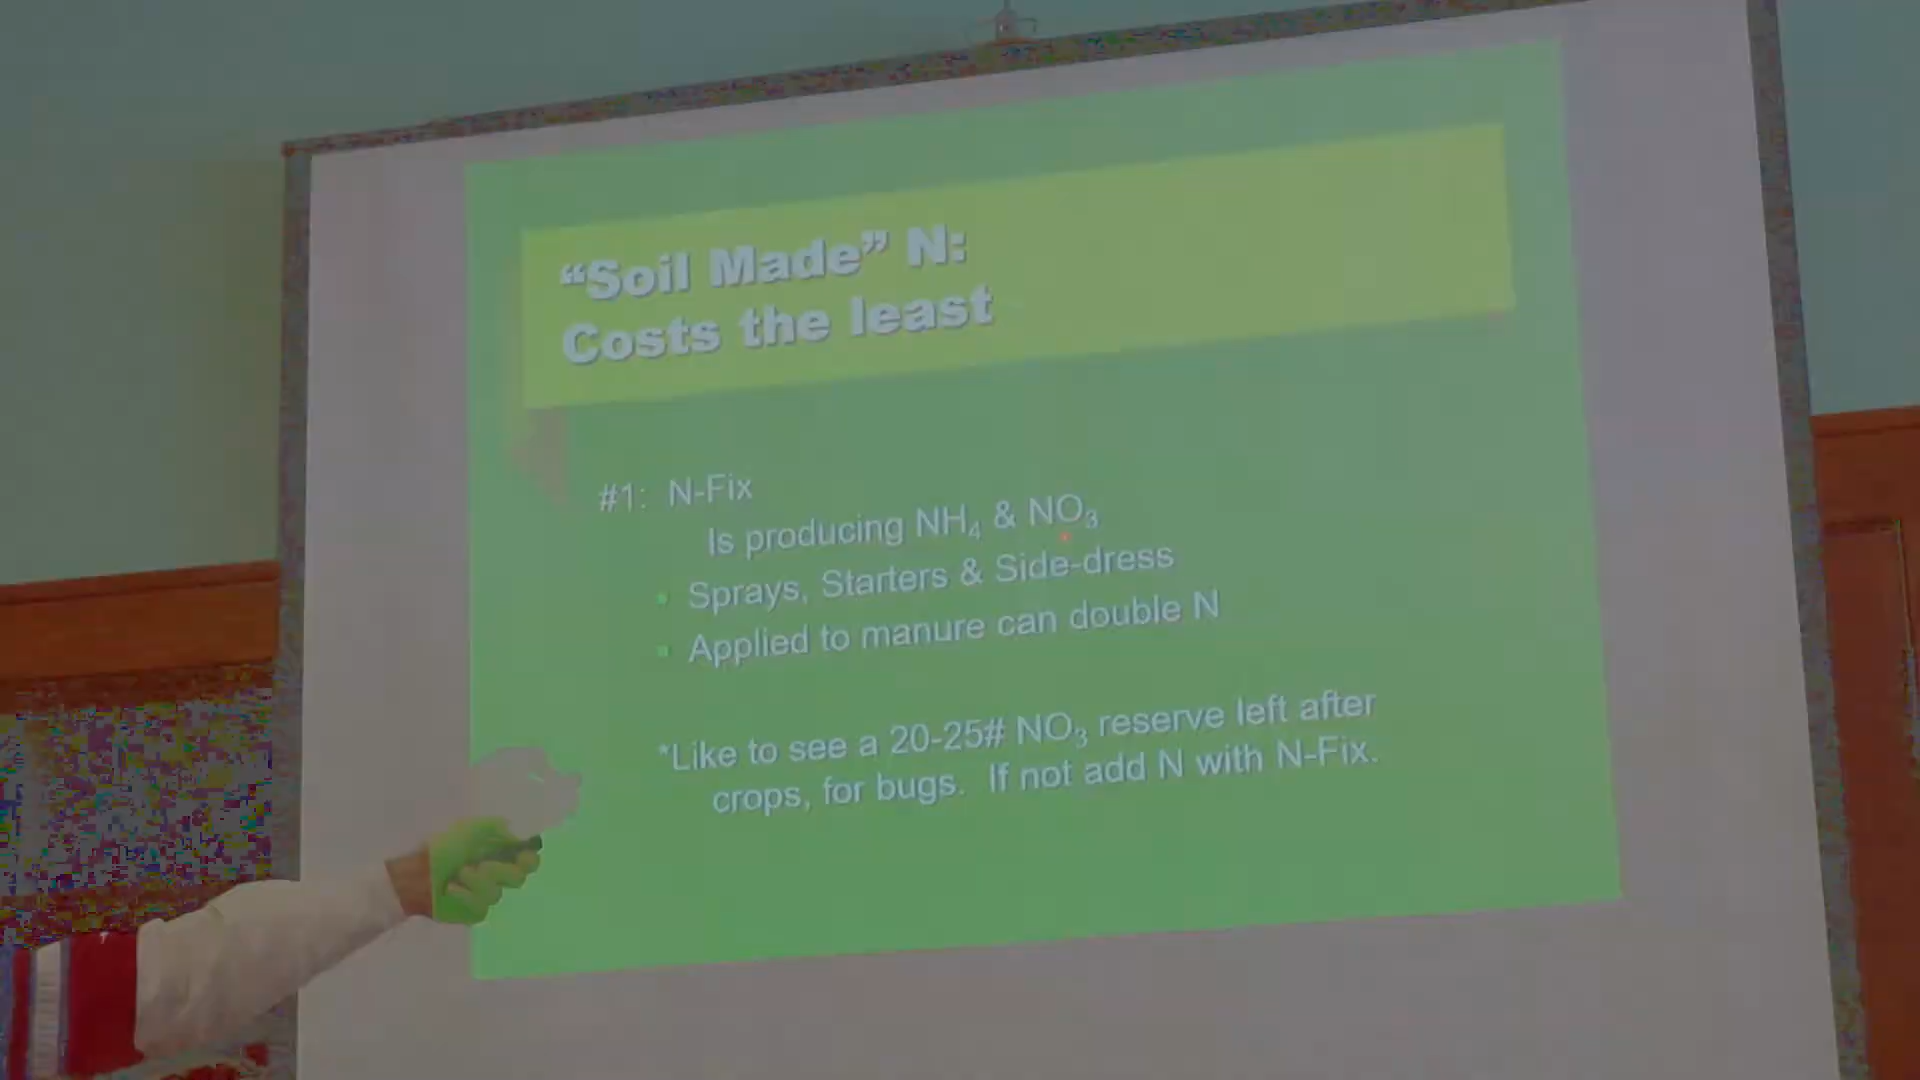 “Soil Made” N:
Costs the least
#1: N-Fix
Is producing NH₄ & NO₃
• Sprays, Starters & Side-dress
• Applied to manure can double N
*Like to see a 20-25# NO₃ reserve left after
crops, for bugs. If not add N with N-Fix.